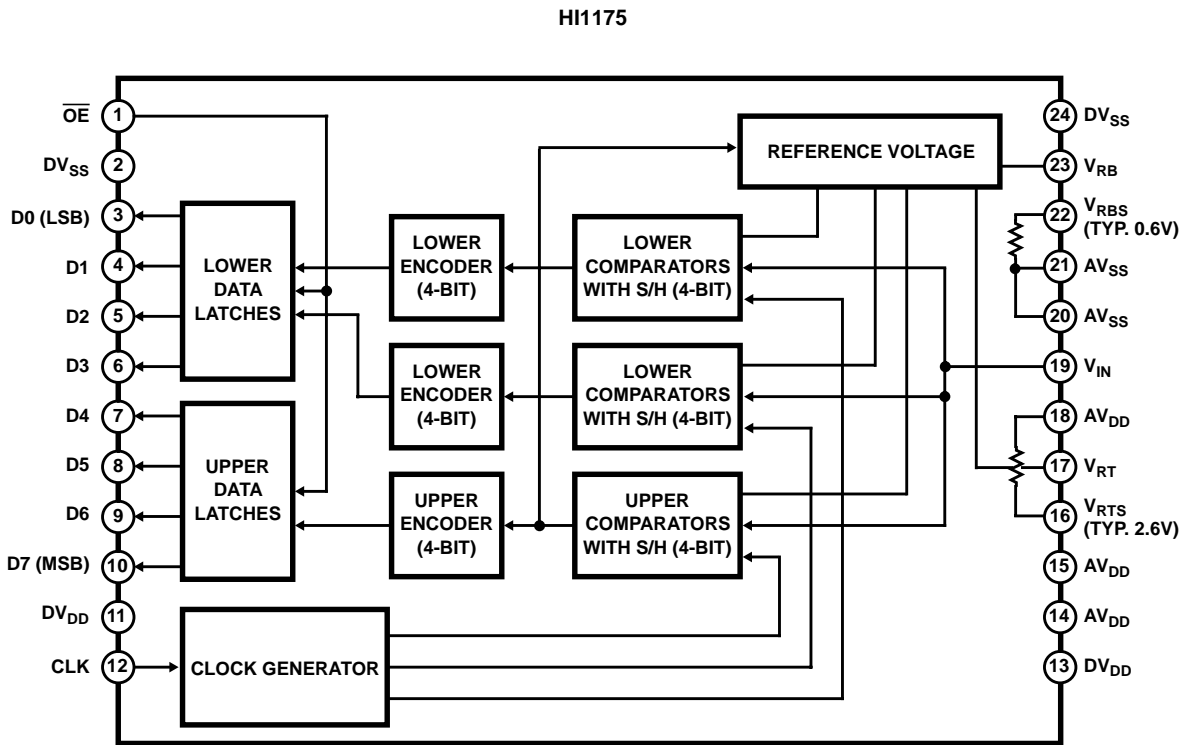 HI1175
OE
1
DVSS
2
D0 (LSB)
3
D1
4
D2
5
D3
6
D4
7
D5
8
D6
9
D7 (MSB)
10
DVDD
11
CLK
12
LOWER
DATA
LATCHES
UPPER
DATA
LATCHES
CLOCK GENERATOR
LOWER
ENCODER
(4-BIT)
LOWER
ENCODER
(4-BIT)
UPPER
ENCODER
(4-BIT)
LOWER
COMPARATORS
WITH S/H (4-BIT)
LOWER
COMPARATORS
WITH S/H (4-BIT)
UPPER
COMPARATORS
WITH S/H (4-BIT)
REFERENCE VOLTAGE
24
DVSS
23
VRB
22
VRBS
(TYP. 0.6V)
21
AVSS
20
AVSS
19
VIN
18
AVDD
17
VRT
16
VRTS
(TYP. 2.6V)
15
AVDD
14
AVDD
13
DVDD